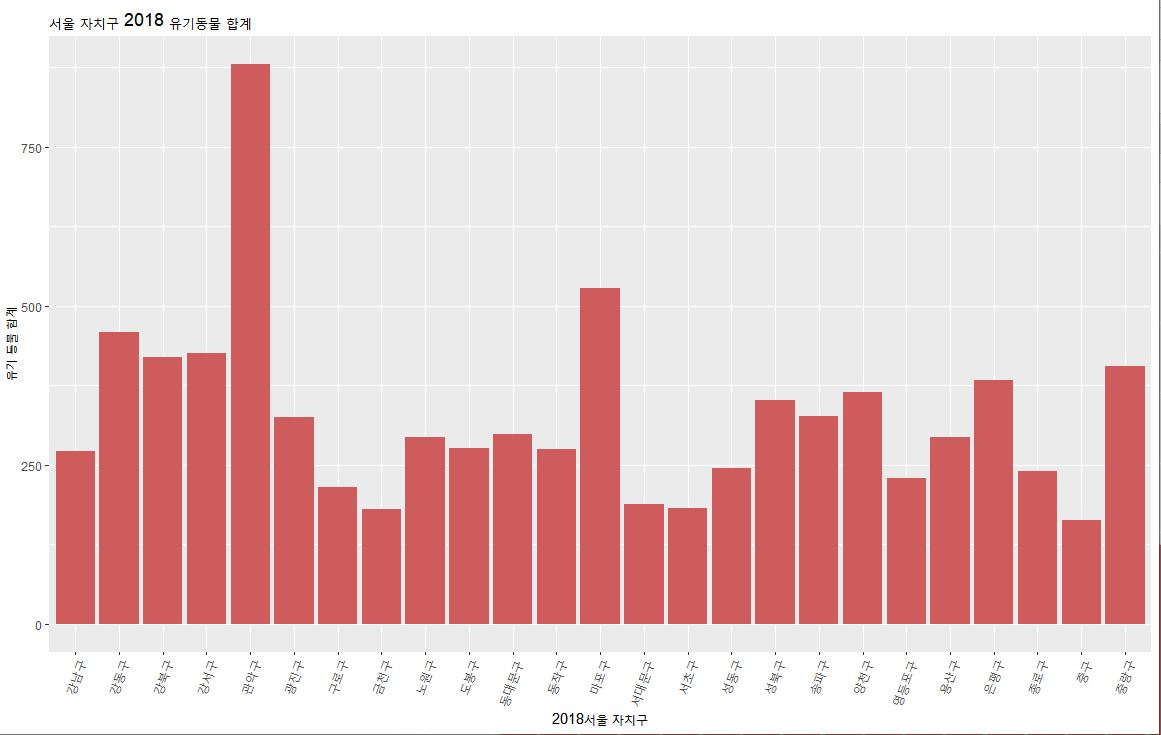 서울 자치구 2018 유기동물 합계
유기 동물 합계
750
500
250
0
강남구
강동구
강북구
강서구
관악구
광진구
구로구
금천구
노원구
도봉구
동대문구
동작구
마포구
서대문구
서초구
성동구
성북구
송파구
양천구
영등포구
용산구
은평구
종로구
중구
중랑구
2018서울 자치구